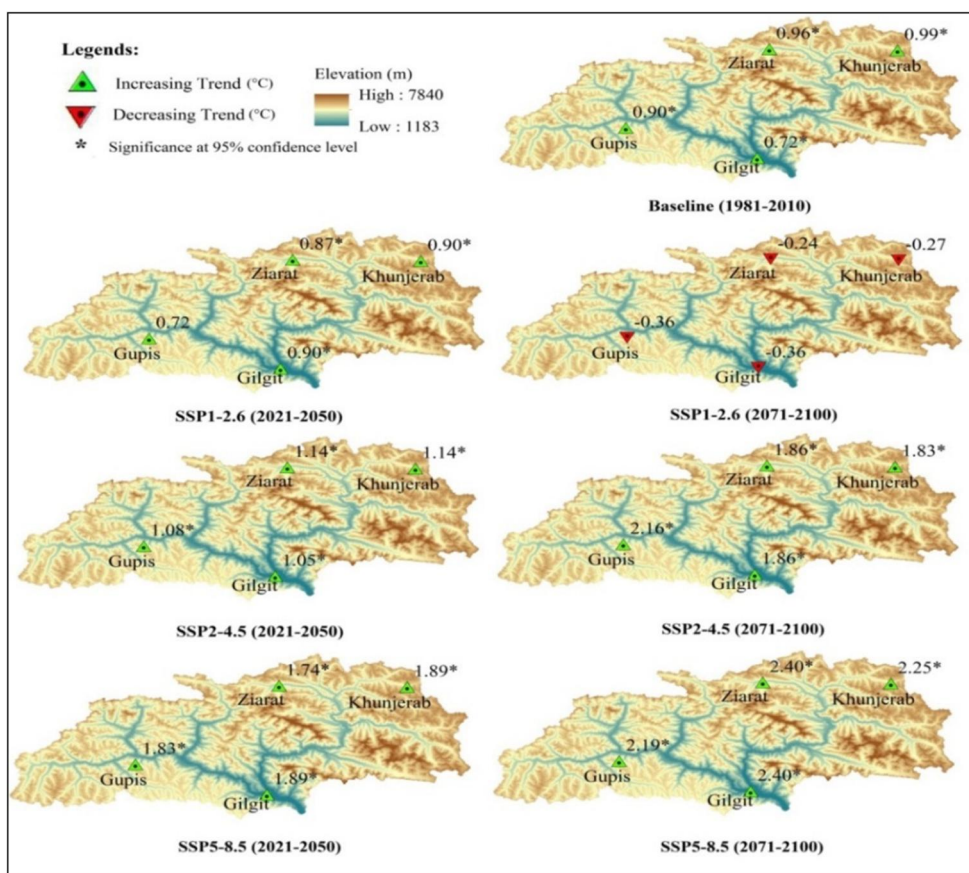 Legends:
Increasing Trend (°C)
Decreasing Trend (°C)
* Significance at 95% confidence level
Elevation (m)
High : 7840
Low : 1183
0.96*
0.99*
Ziarat
Khunjerab
0.90*
Gupis
0.72*
Gilgit
Baseline (1981-2010)
0.87*
0.90*
Ziarat
Khunjerab
0.72
Gupis
0.90*
Gilgit
SSP1-2.6 (2021-2050)
-0.24
-0.27
Ziarat
Khunjerab
-0.36
Gupis
-0.36
Gilgit
SSP1-2.6 (2071-2100)
1.14*
1.14*
Ziarat
Khunjerab
1.08*
Gupis
1.05*
Gilgit
SSP2-4.5 (2021-2050)
1.86*
1.83*
Ziarat
Khunjerab
2.16*
Gupis
1.86*
Gilgit
SSP2-4.5 (2071-2100)
1.74*
1.89*
Ziarat
Khunjerab
1.83*
Gupis
1.89*
Gilgit
SSP5-8.5 (2021-2050)
2.40*
2.25*
Ziarat
Khunjerab
2.19*
Gupis
2.40*
Gilgit
SSP5-8.5 (2071-2100)